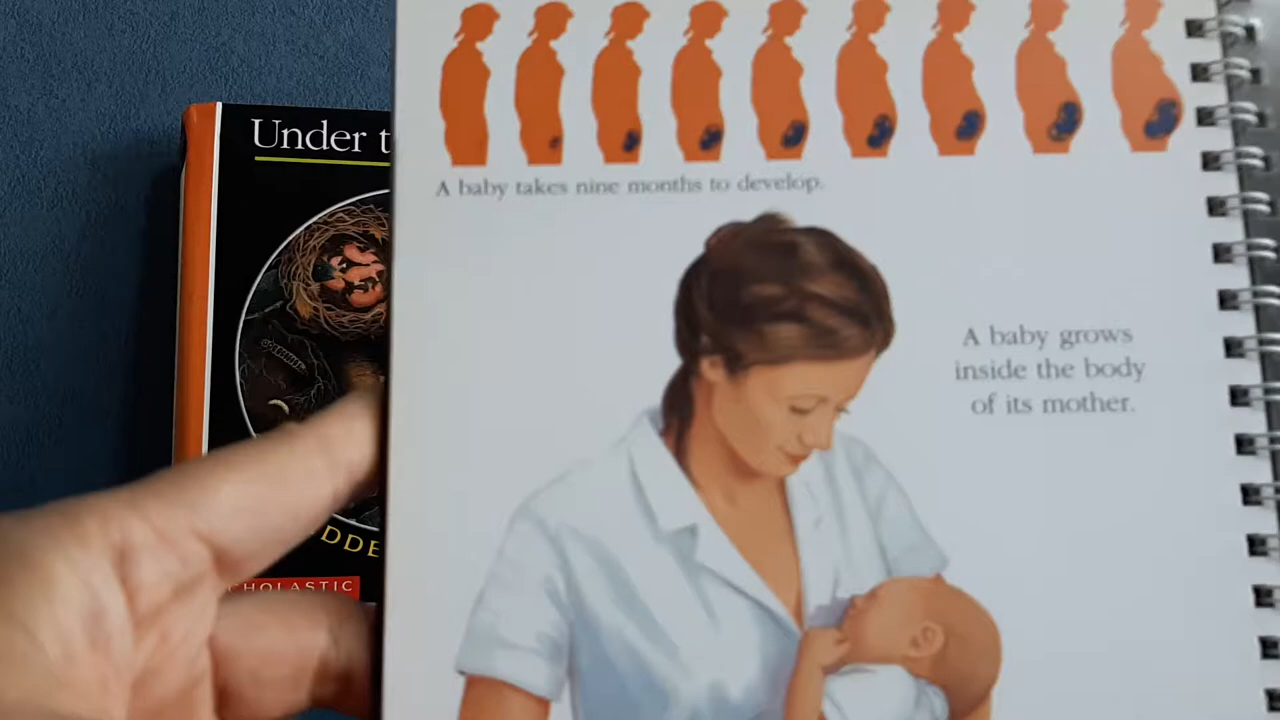 Under t
DDE
CHOLASTIC
A baby takes nine months to develop.
A baby grows
inside the body
of its mother.